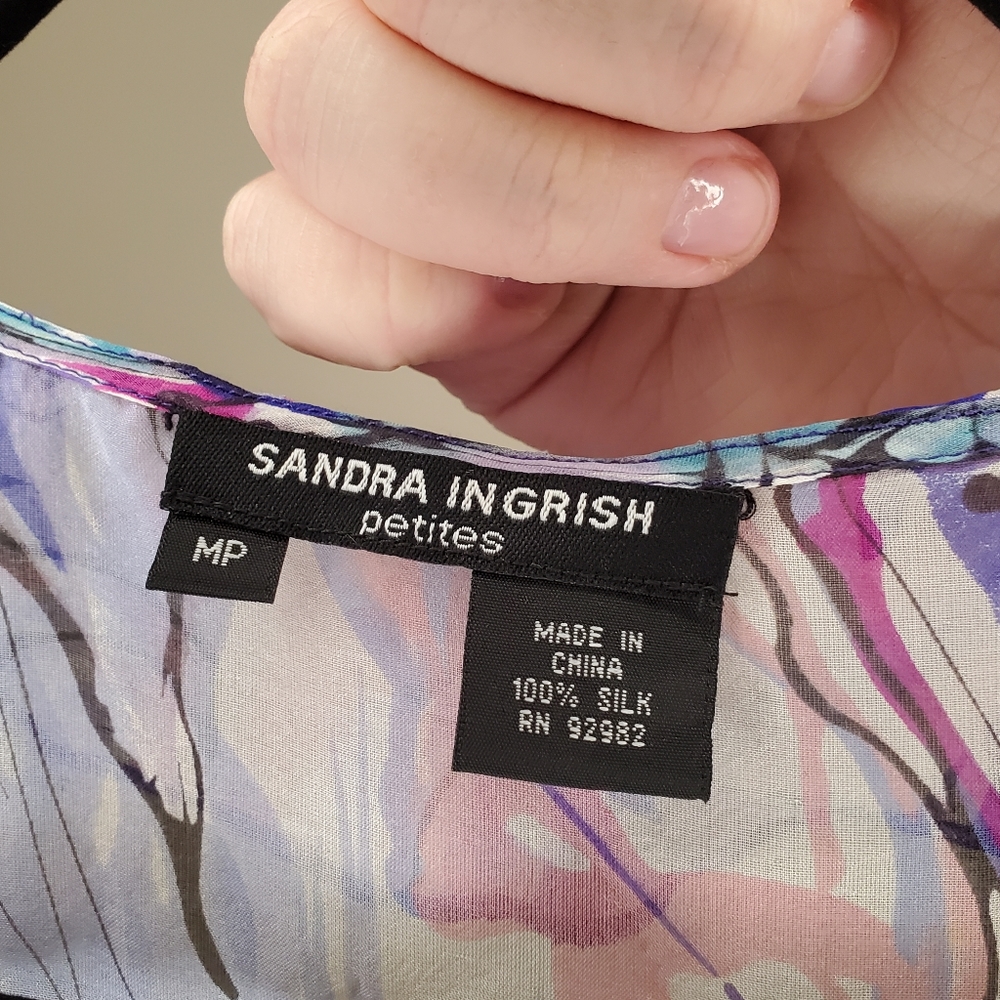 SANDRA INGRISH
petites
MP
MADE IN
CHINA
100% SILK
RN 92982